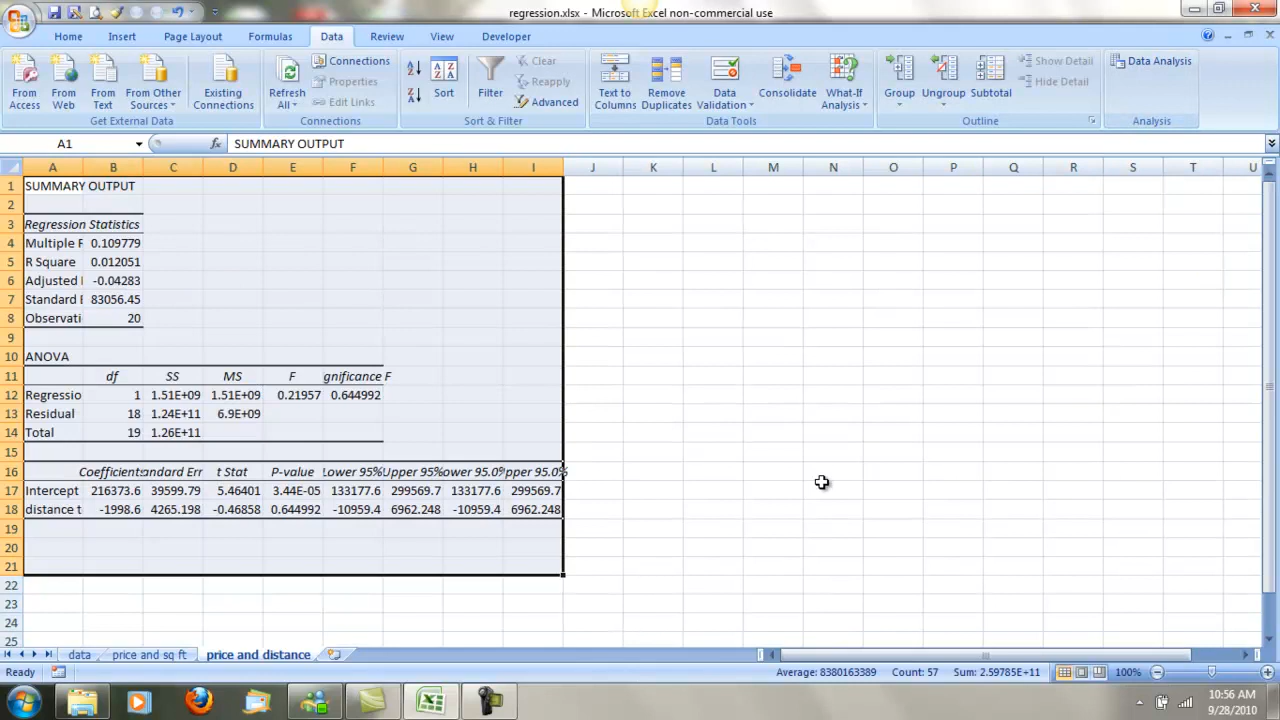 regression.xlsx - Microsoft Excel non-commercial use
Home Insert Page Layout Formulas Data Review View Developer
From Access
From Web
From Text
From Other Sources
Existing Connections
Get External Data
Refresh All
Connections
Properties
Edit Links
Connections
Sort
Filter
Clear
Reapply
Advanced
Sort & Filter
Text to Columns
Remove Duplicates
Data Validation
Consolidate
What-If Analysis
Data Tools
Group
Ungroup
Subtotal
Show Detail
Hide Detail
Outline
Data Analysis
Analysis
A1 fx SUMMARY OUTPUT
A B C D E F G H I J K L M N O P Q R S T U
1 SUMMARY OUTPUT
2
3 Regression Statistics
4 Multiple R 0.109779
5 R Square 0.012051
6 Adjusted -0.04283
7 Standard E 83056.45
8 Observati 20
9
10 ANOVA
11 df SS MS F gnificance F
12 Regressio 1 1.51E+09 1.51E+09 0.21957 0.644992
13 Residual 18 1.24E+11 6.9E+09
14 Total 19 1.26E+11
15
16 Coefficients andard Err t Stat P-value Lower 95% Upper 95% ower 95.0% pper 95.0%
17 Intercept 216373.6 39599.79 5.46401 3.44E-05 133177.6 299569.7 133177.6 299569.7
18 distance t -1998.6 4265.198 -0.46858 0.644992 -10959.4 6962.248 -10959.4 6962.248
19
20
21
22
23
24
25
data price and sq ft price and distance
Ready Average: 8380163389 Count: 57 Sum: 2.59785E+11 100%
10:56 AM
9/28/2010